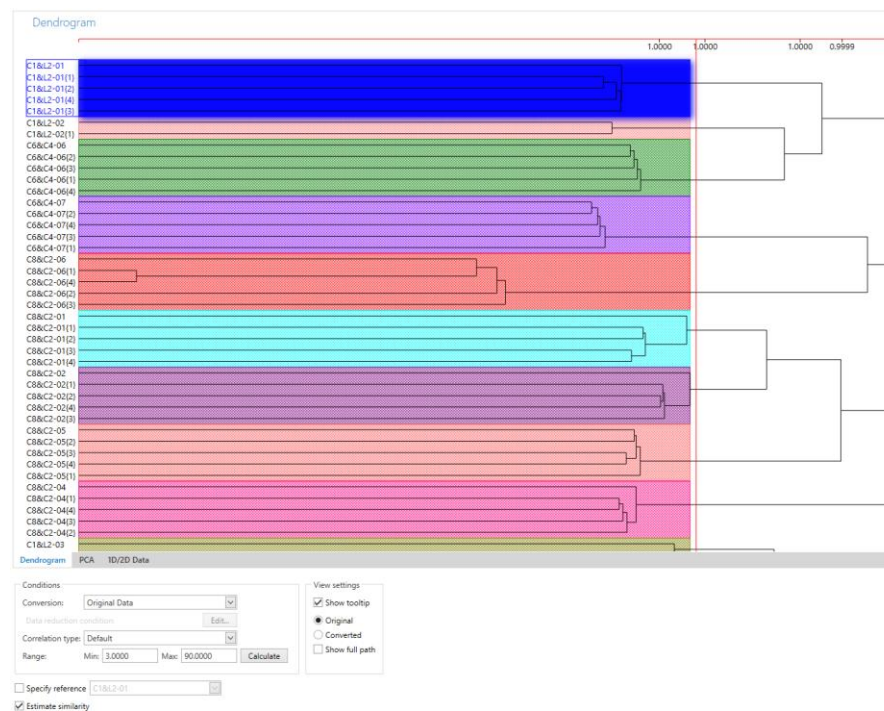 Dendrogram
1.0000 1.0000 1.0000 0.9999
C1&L2-01
C1&L2-01(1)
C1&L2-01(2)
C1&L2-01(4)
C1&L2-01(3)
C1&L2-02
C1&L2-02(1)
C6&C4-06
C6&C4-06(2)
C6&C4-06(3)
C6&C4-06(1)
C6&C4-06(4)
C6&C4-07
C6&C4-07(2)
C6&C4-07(4)
C6&C4-07(3)
C6&C4-07(1)
C8&C2-06
C8&C2-06(1)
C8&C2-06(4)
C8&C2-06(2)
C8&C2-06(3)
C8&C2-01
C8&C2-01(1)
C8&C2-01(2)
C8&C2-01(3)
C8&C2-01(4)
C8&C2-02
C8&C2-02(1)
C8&C2-02(2)
C8&C2-02(4)
C8&C2-02(3)
C8&C2-05
C8&C2-05(2)
C8&C2-05(3)
C8&C2-05(4)
C8&C2-05(1)
C8&C2-04
C8&C2-04(1)
C8&C2-04(4)
C8&C2-04(3)
C8&C2-04(2)
C1&L2-03
Dendrogram PCA 1D/2D Data
Conditions
Conversion: Original Data
Data reduction condition: Edit...
Correlation type: Default
Range: Min: 3.0000 Max: 90.0000 Calculate
View settings
Show tooltip
Original
Converted
Show full path
Specify reference C1&L2-01
Estimate similarity